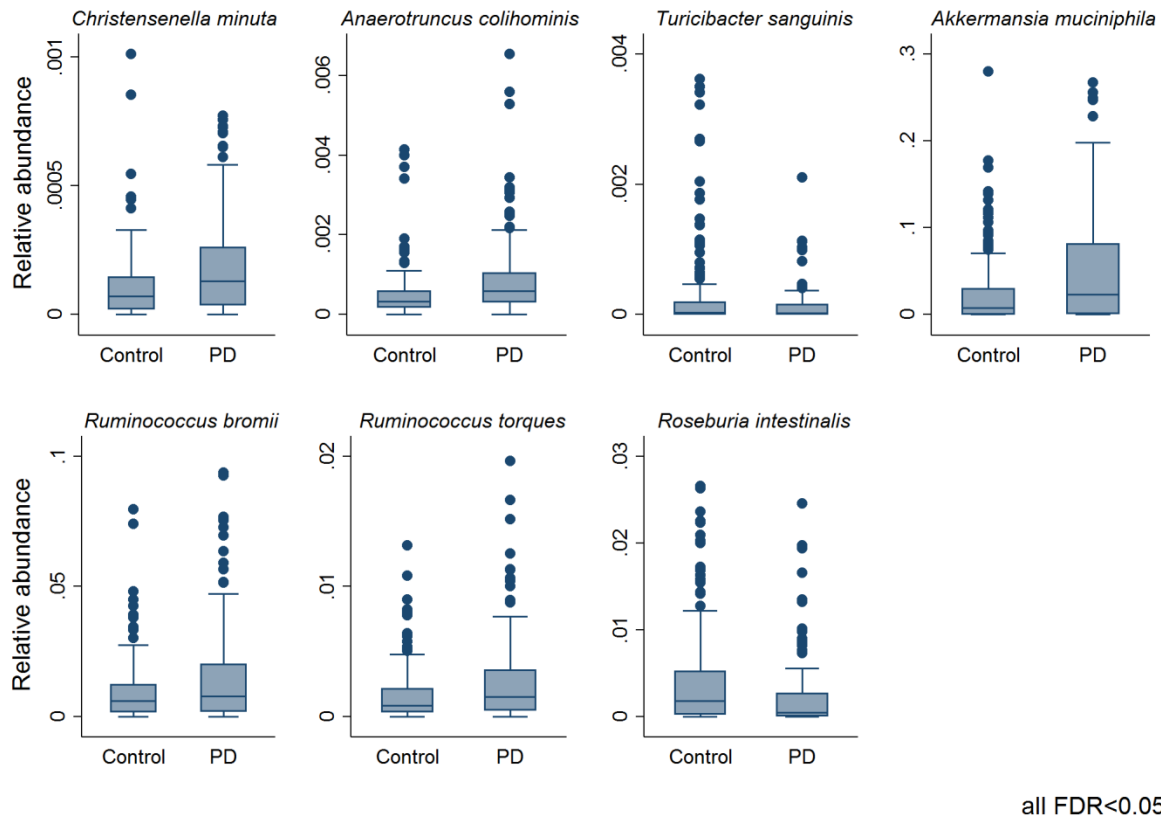 Christensenella minuta
Anaerotruncus colihominis
Turicibacter sanguinis
Akkermansia muciniphila
Relative abundance
.001
.0005
0
Control PD
.006
.004
.002
0
Control PD
.004
.002
0
Control PD
.3
.2
.1
0
Control PD
Ruminococcus bromii
Ruminococcus torques
Roseburia intestinalis
Relative abundance
.1
.05
0
Control PD
.02
.01
0
Control PD
.03
.02
.01
0
Control PD
all FDR<0.05